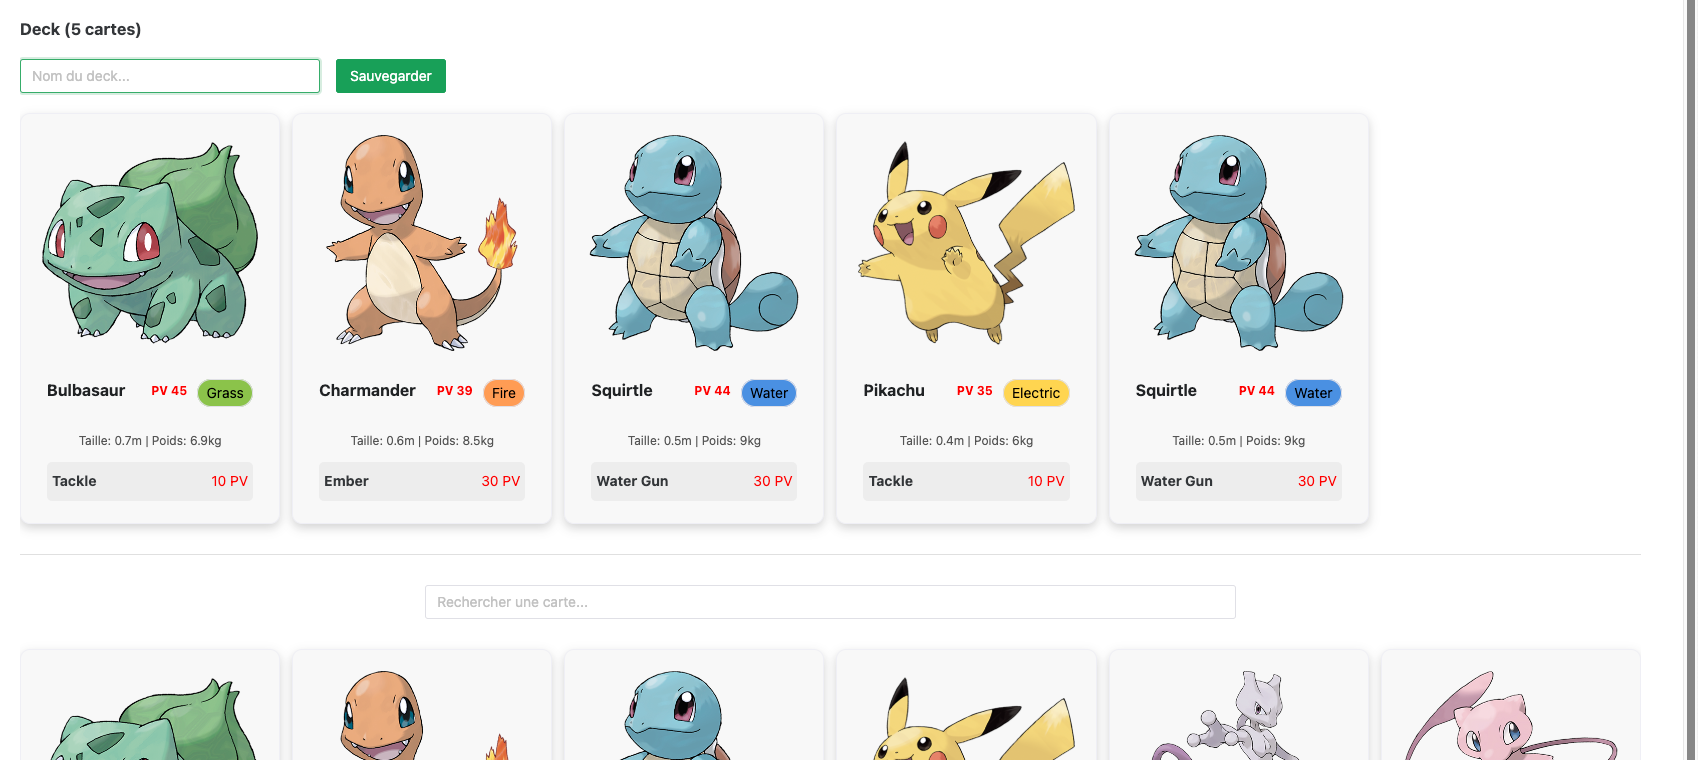 Deck (5 cartes)
Nom du deck...
Sauvegarder
Bulbasaur PV 45 Grass
Taille: 0.7m | Poids: 6.9kg
Tackle 10 PV
Charmander PV 39 Fire
Taille: 0.6m | Poids: 8.5kg
Ember 30 PV
Squirtle PV 44 Water
Taille: 0.5m | Poids: 9kg
Water Gun 30 PV
Pikachu PV 35 Electric
Taille: 0.4m | Poids: 6kg
Tackle 10 PV
Squirtle PV 44 Water
Taille: 0.5m | Poids: 9kg
Water Gun 30 PV
Rechercher une carte...